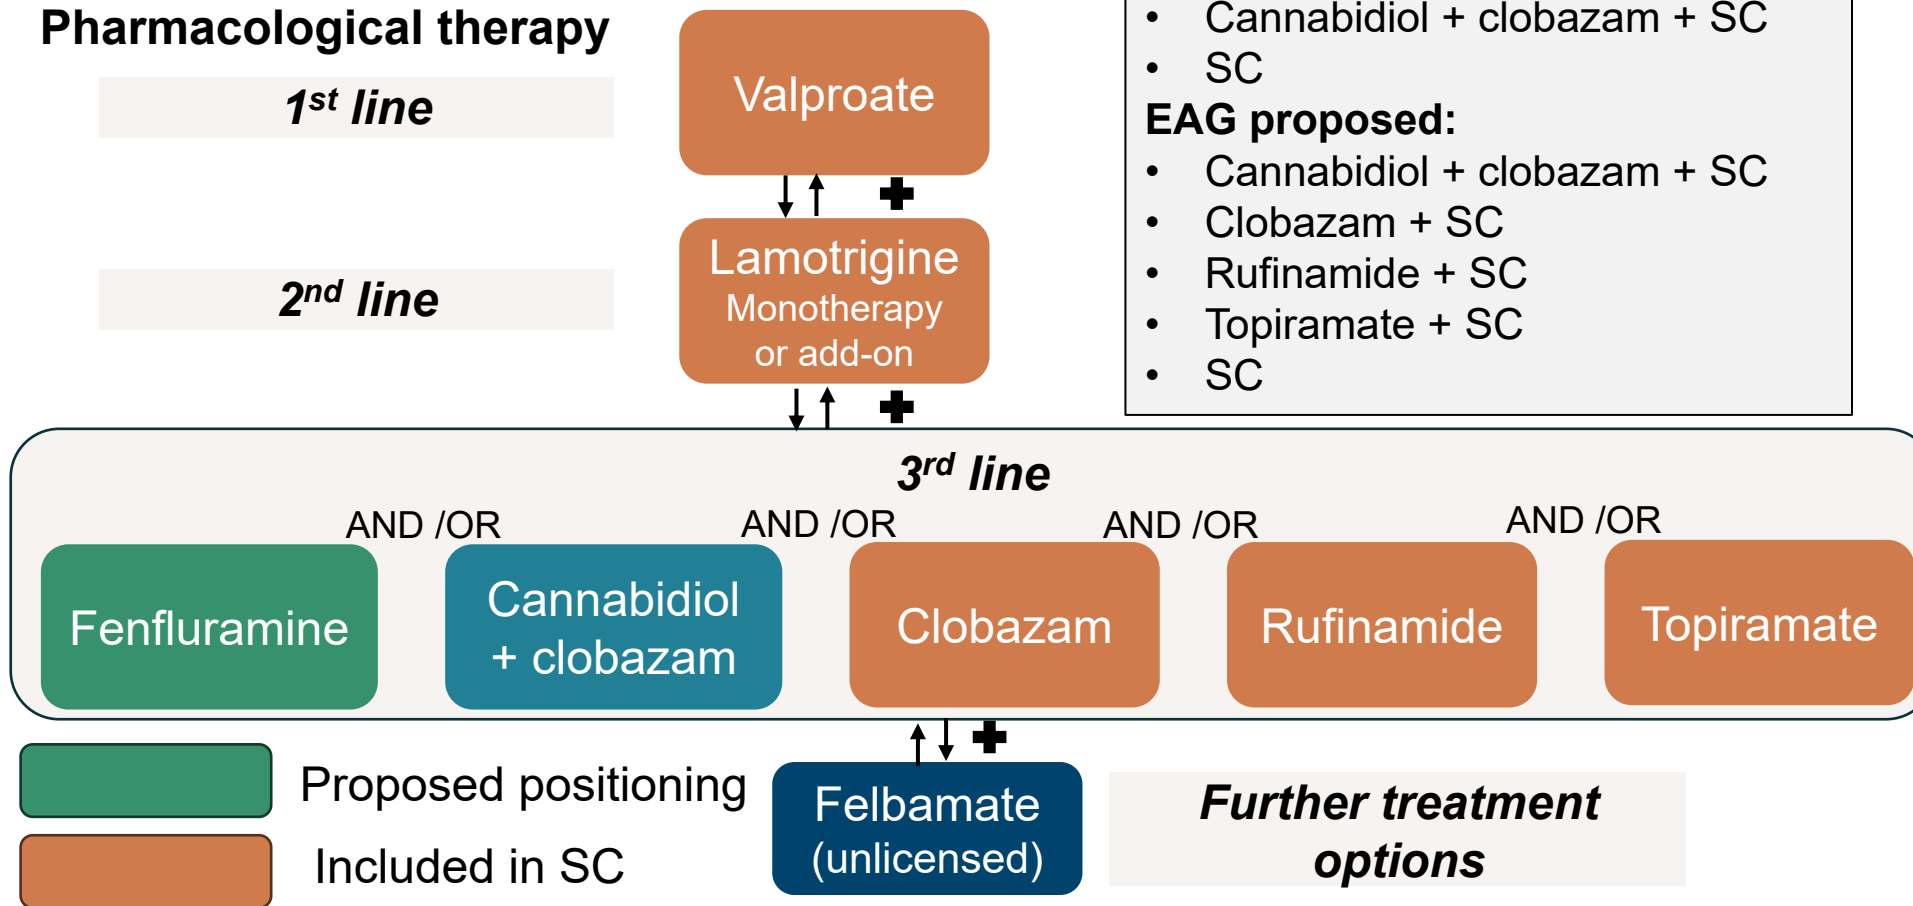 Pharmacological therapy
1st line
Valproate
2nd line
Lamotrigine
Monotherapy
or add-on
• Cannabidiol + clobazam + SC
• SC
EAG proposed:
• Cannabidiol + clobazam + SC
• Clobazam + SC
• Rufinamide + SC
• Topiramate + SC
• SC
3rd line
AND /OR AND /OR AND /OR AND /OR
Fenfluramine
Cannabidiol
+ clobazam
Clobazam
Rufinamide
Topiramate
Proposed positioning
Included in SC
Felbamate
(unlicensed)
Further treatment
options